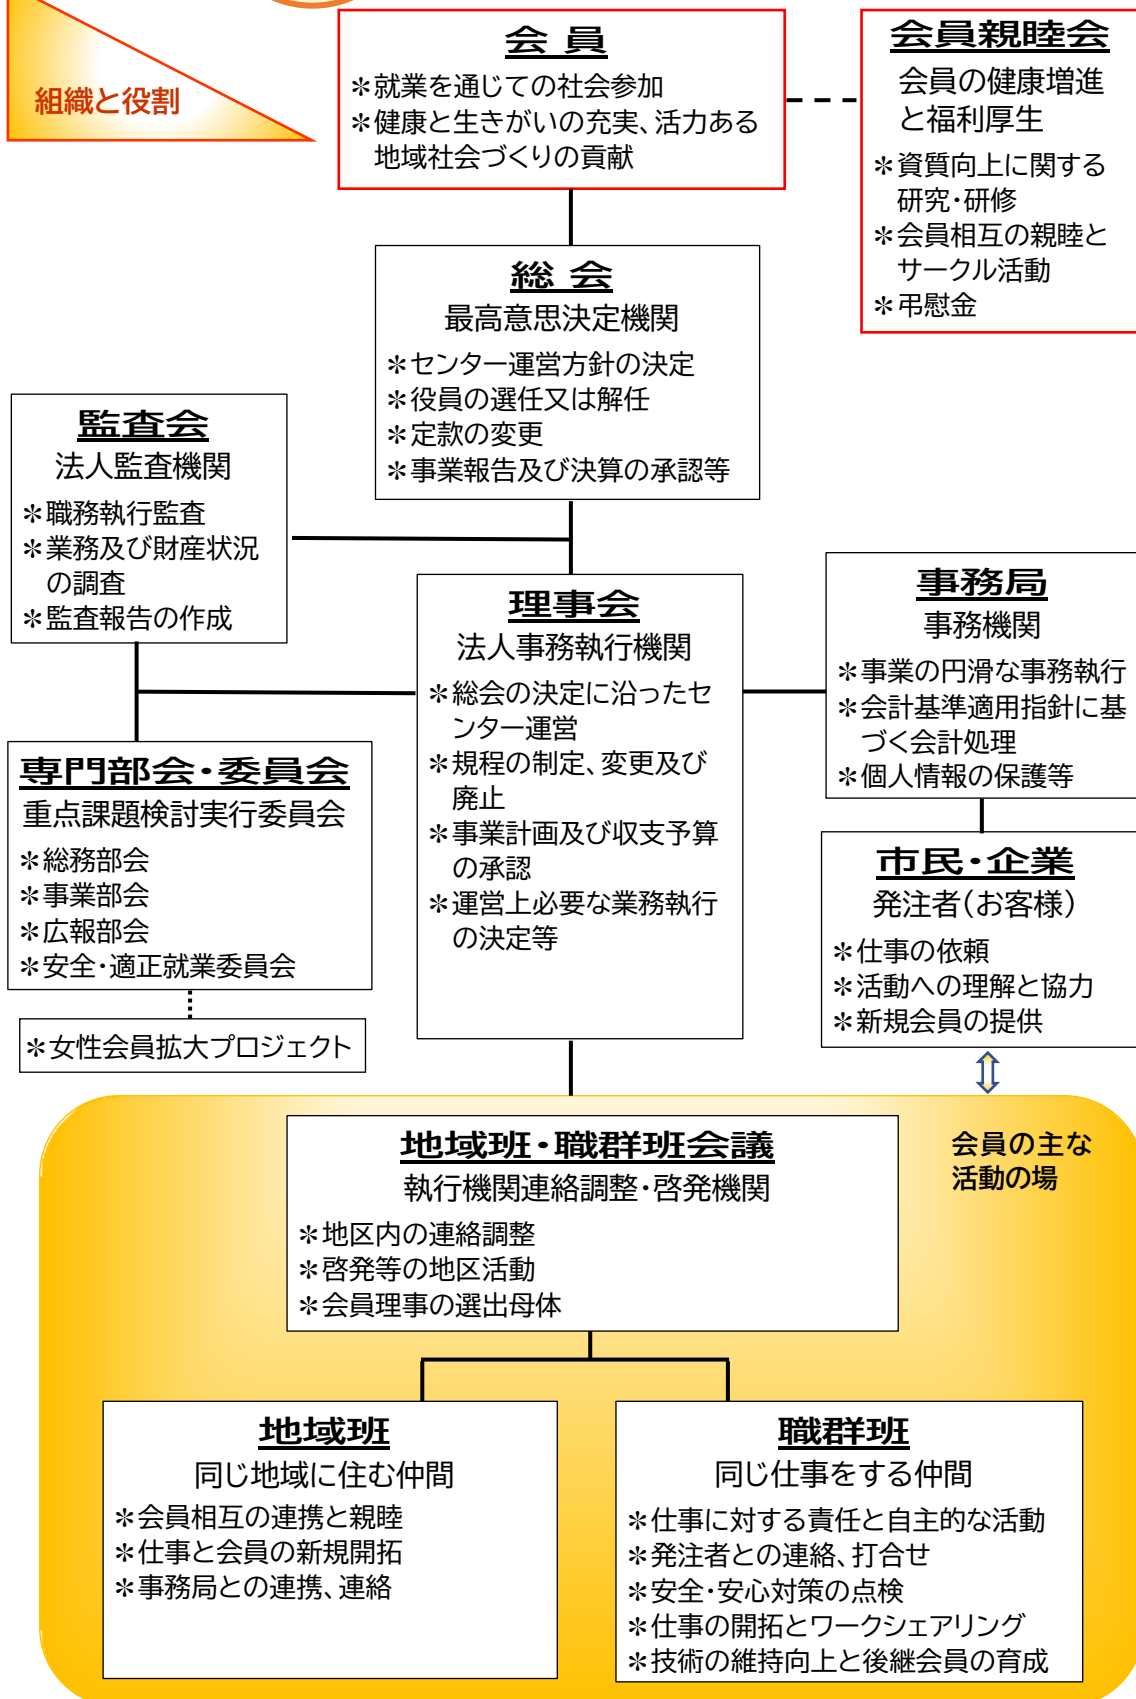 組織と役割
会 員
＊就業を通じての社会参加
＊健康と生きがいの充実、活力ある
地域社会づくりの貢献
会員親睦会
会員の健康増進
と福利厚生
＊資質向上に関する
研究・研修
＊会員相互の親睦と
サークル活動
＊弔慰金
総 会
最高意思決定機関
＊センター運営方針の決定
＊役員の選任又は解任
＊定款の変更
＊事業報告及び決算の承認等
監査会
法人監査機関
＊職務執行監査
＊業務及び財産状況
の調査
＊監査報告の作成
理事会
法人事務執行機関
＊総会の決定に沿ったセ
ンター運営
＊規程の制定、変更及び
廃止
＊事業計画及び収支予算
の承認
＊運営上必要な業務執行
の決定等
事務局
事務機関
＊事業の円滑な事務執行
＊会計基準適用指針に基
づく会計処理
＊個人情報の保護等
専門部会・委員会
重点課題検討実行委員会
＊総務部会
＊事業部会
＊広報部会
＊安全・適正就業委員会
＊女性会員拡大プロジェクト
市民・企業
発注者（お客様）
＊仕事の依頼
＊活動への理解と協力
＊新規会員の提供
会員の主な
活動の場
地域班・職群班会議
執行機関連絡調整・啓発機関
＊地区内の連絡調整
＊啓発等の地区活動
＊会員理事の選出母体
地域班
同じ地域に住む仲間
＊会員相互の連携と親睦
＊仕事と会員の新規開拓
＊事務局との連携、連絡
職群班
同じ仕事をする仲間
＊仕事に対する責任と自主的な活動
＊発注者との連絡、打合せ
＊安全・安心対策の点検
＊仕事の開拓とワークシェアリング
＊技術の維持向上と後継会員の育成